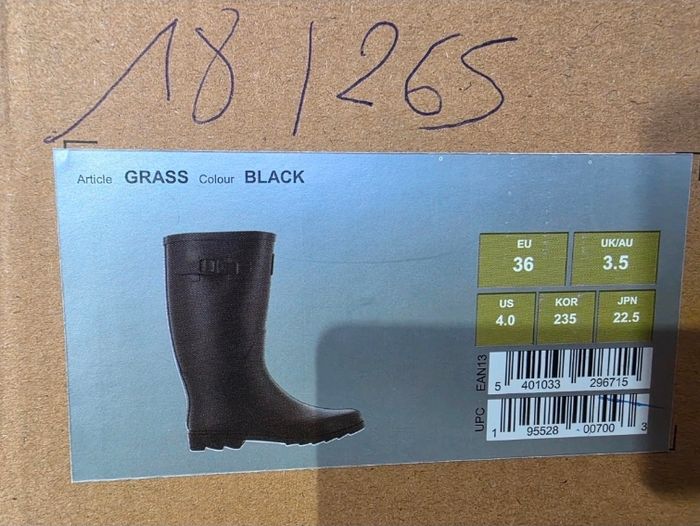 18/265
Article GRASS Colour BLACK
EU UK/AU
36 3.5
US KOR JPN
4.0 235 22.5
EAN13
5 401033 296715
UPC
1 95528 - 00700 3